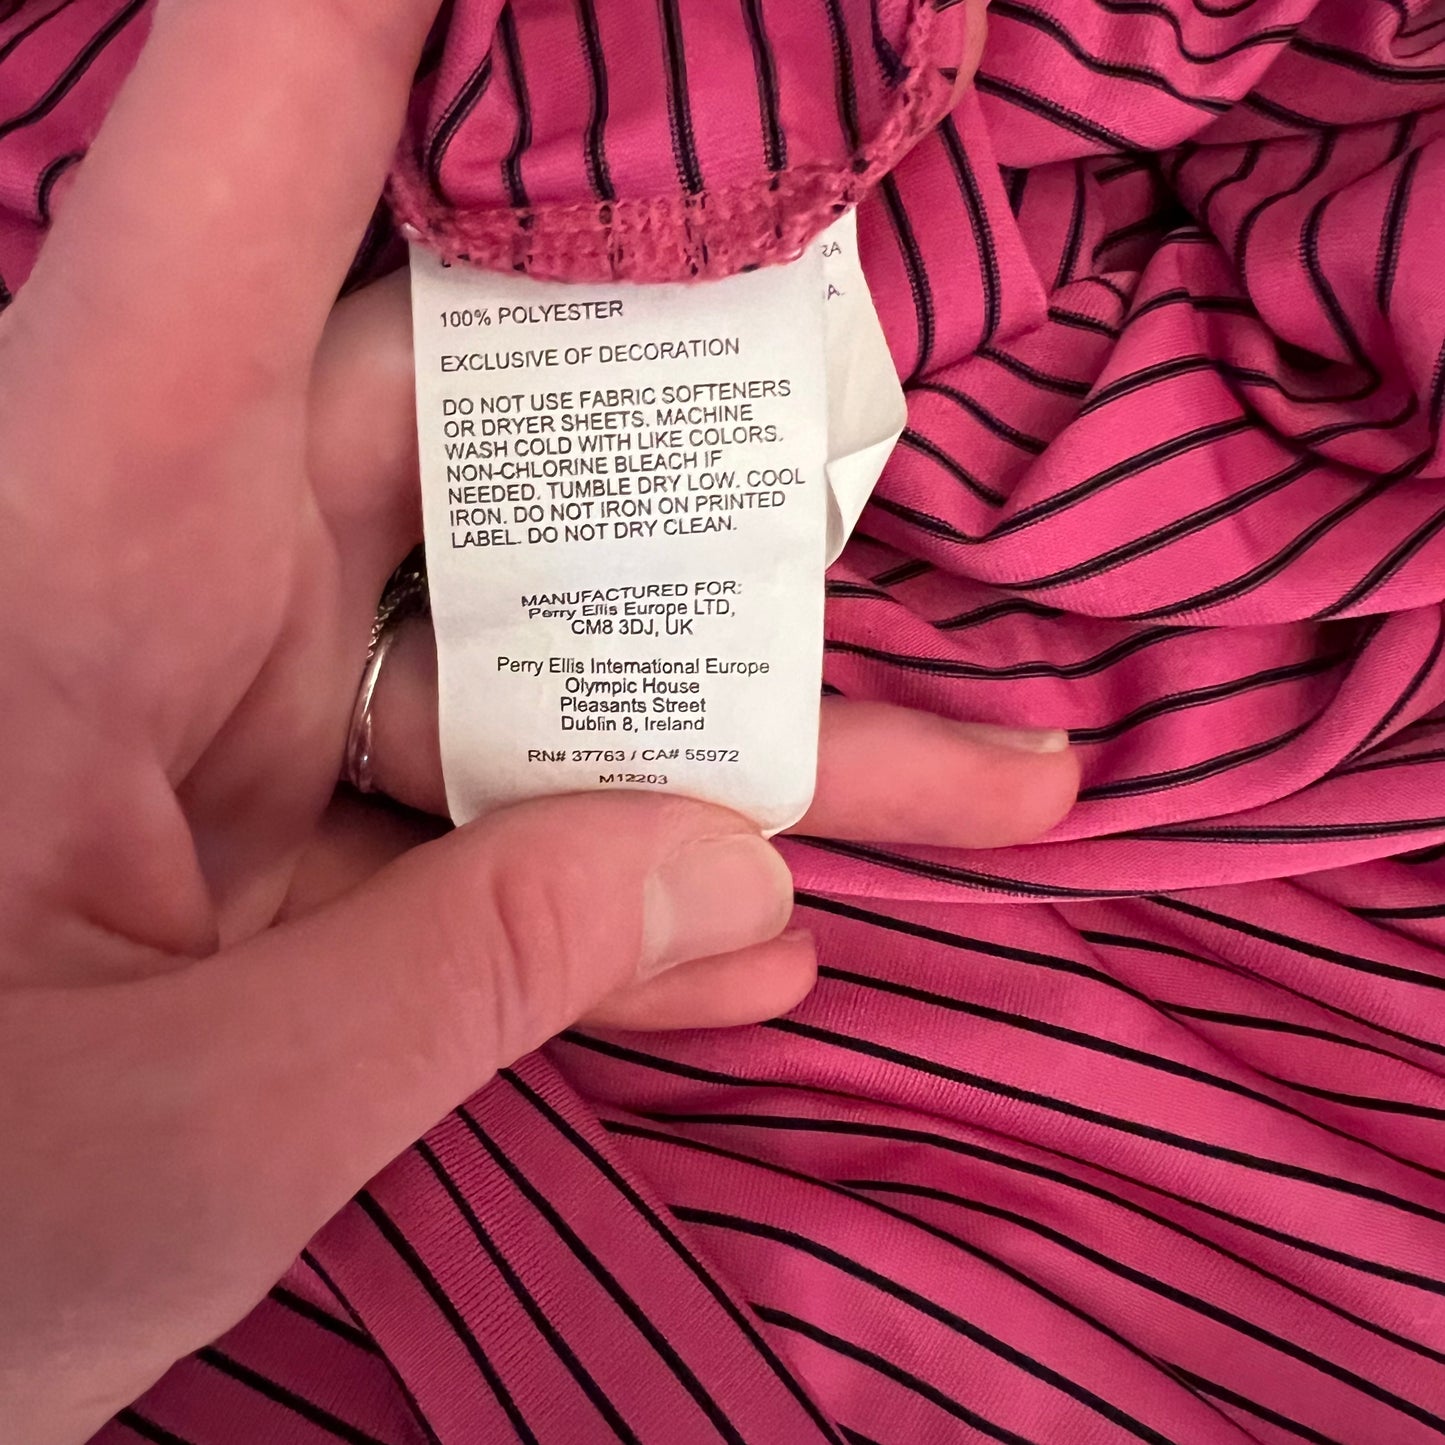 100% POLYESTER
EXCLUSIVE OF DECORATION
DO NOT USE FABRIC SOFTENERS
OR DRYER SHEETS. MACHINE
WASH COLD WITH LIKE COLORS.
NON-CHLORINE BLEACH IF
NEEDED. TUMBLE DRY LOW. COOL
IRON. DO NOT IRON ON PRINTED
LABEL. DO NOT DRY CLEAN.
MANUFACTURED FOR:
Perry Ellis Europe LTD,
CM8 3DJ, UK
Perry Ellis International Europe
Olympic House
Pleasants Street
Dublin 8, Ireland
RN# 37763 / CA# 55972
M12203